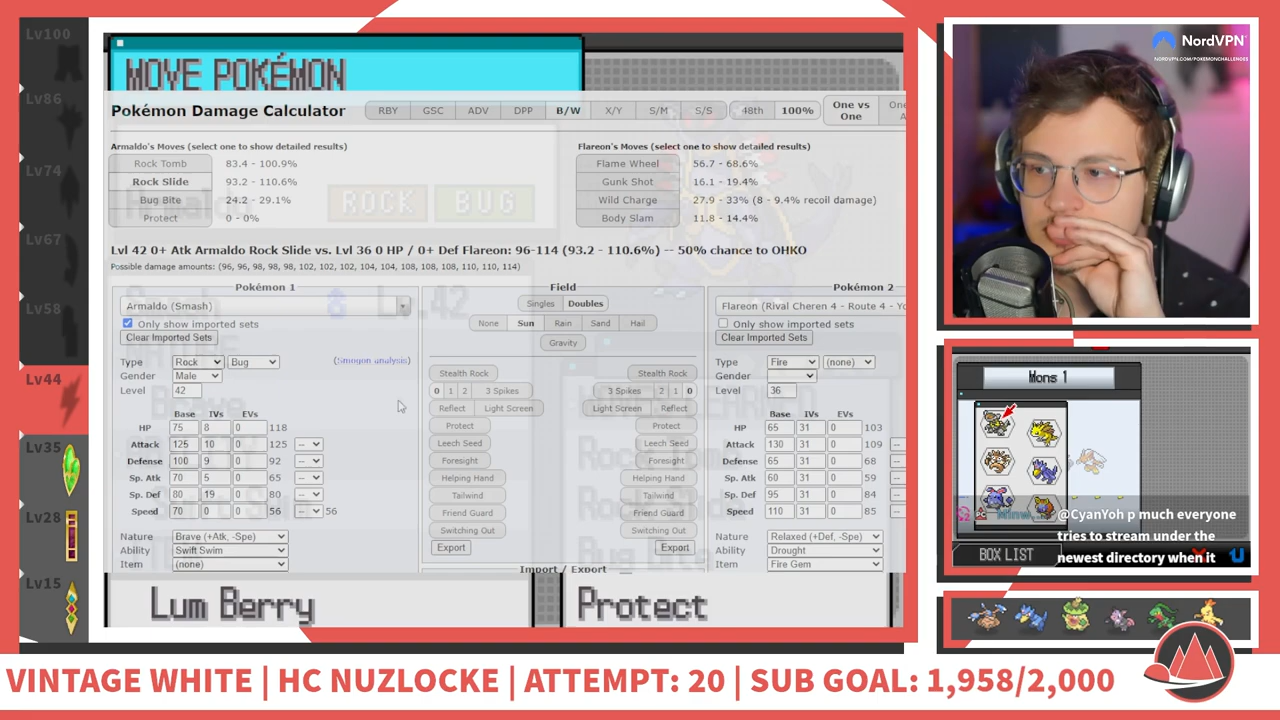 Lv100
Lv86
Lv74
Lv67
Lv58
Lv44
Lv35
Lv28
Lv15
MOVE POKÉMON
Pokémon Damage Calculator
RBY GSC ADV DPP B/W X/Y S/M S/S 48th 100% One vs One
Armaldo's Moves (select one to show detailed results)
Rock Tomb 83.4 - 100.9%
Rock Slide 93.2 - 110.6%
Bug Bite 24.2 - 29.1%
Protect 0 - 0%
Flareon's Moves (select one to show detailed results)
Flame Wheel 56.7 - 68.6%
Gunk Shot 16.1 - 19.4%
Wild Charge 27.9 - 33% (8 - 9.4% recoil damage)
Body Slam 11.8 - 14.4%
ROCK BUG
Lvl 42 0+ Atk Armaldo Rock Slide vs. Lvl 36 0 HP / 0+ Def Flareon: 96-114 (93.2 - 110.6%) -- 50% chance to OHKO
Possible damage amounts: (96, 96, 98, 98, 98, 102, 102, 102, 104, 104, 108, 108, 108, 110, 110, 114)
Pokémon 1
Armaldo (Smash)
Only show imported sets
Clear Imported Sets
Type Rock Bug (Smogon analysis)
Gender Male
Level 42
Base IVs EVs
HP 75 8 0 118
Attack 125 10 0 125 --
Defense 100 9 0 92 --
Sp. Atk 70 5 0 65 --
Sp. Def 80 19 0 80 --
Speed 70 0 0 56 -- 56
Nature Brave (+Atk, -Spe)
Ability Swift Swim
Item (none)
Field
Singles Doubles
None Sun Rain Sand Hail
Gravity
Stealth Rock Stealth Rock
0 1 2 3 Spikes 3 Spikes 2 1 0
Reflect Light Screen Light Screen Reflect
Protect Protect
Leech Seed Leech Seed
Foresight Foresight
Helping Hand Helping Hand
Tailwind Tailwind
Friend Guard Friend Guard
Switching Out Switching Out
Export Export
Import / Export
Pokémon 2
Flareon (Rival Cheren 4 - Route 4 - Yo
Only show imported sets
Clear Imported Sets
Type Fire (none)
Gender
Level 36
Base IVs EVs
HP 65 31 0 103
Attack 130 31 0 109 --
Defense 65 31 0 68 --
Sp. Atk 60 31 0 59 --
Sp. Def 95 31 0 84 --
Speed 110 31 0 85 --
Nature Relaxed (+Def, -Spe)
Ability Drought
Item Fire Gem
Lum Berry
Protect
NordVPN
NORDVPN.COM/POKEMONCHALLENGES
Mons 1
BOX LIST
@CyanYoh p much everyone
tries to stream under the
newest directory when it
VINTAGE WHITE | HC NUZLOCKE | ATTEMPT: 20 | SUB GOAL: 1,958/2,000